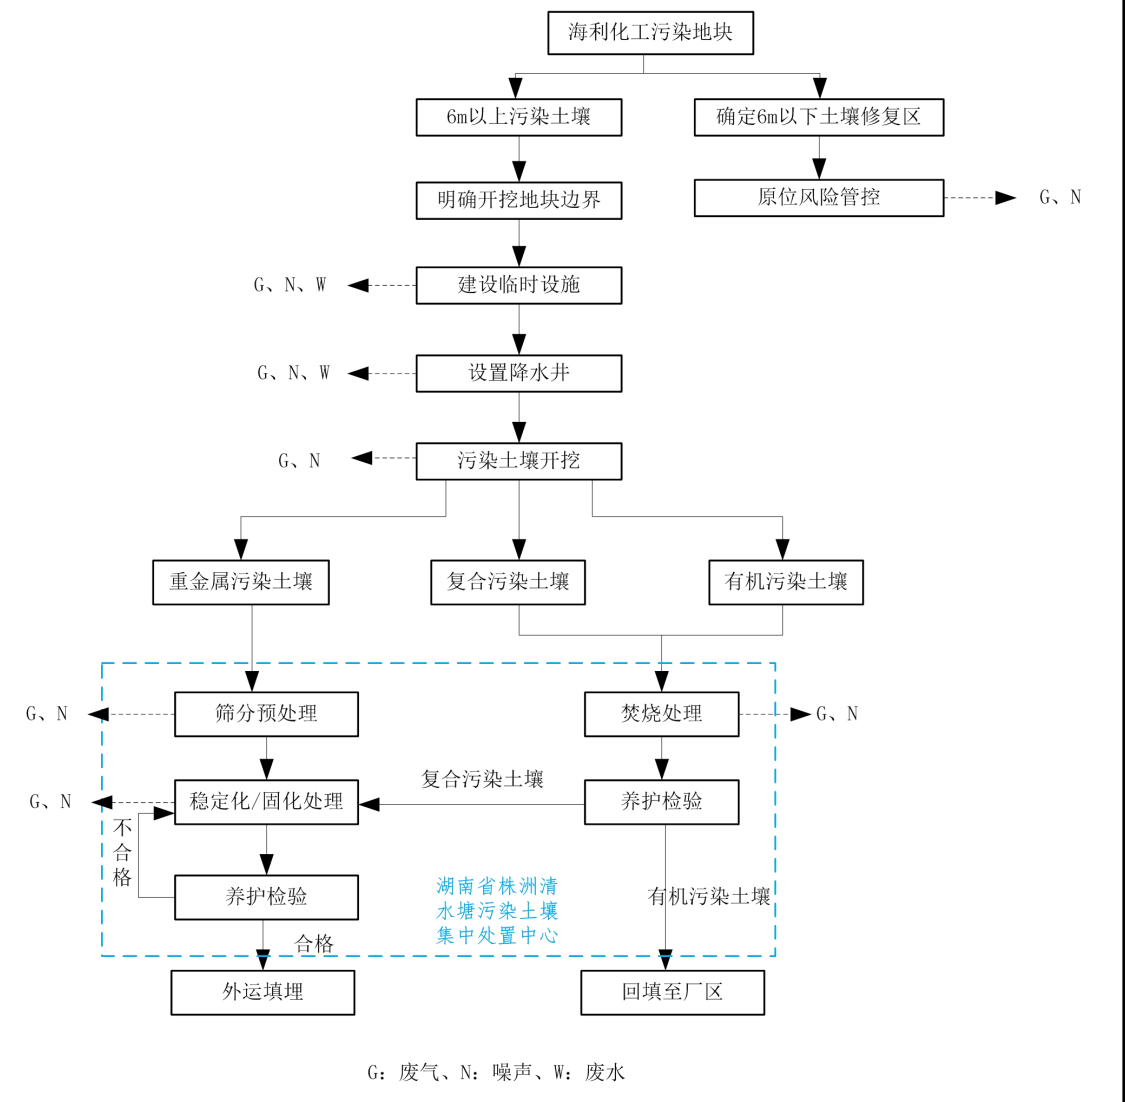 海利化工污染地块
6m以上污染土壤
确定6m以下土壤修复区
明确开挖地块边界
原位风险管控
G、N
G、N、W
建设临时设施
G、N、W
设置降水井
G、N
污染土壤开挖
重金属污染土壤
复合污染土壤
有机污染土壤
G、N
筛分预处理
焚烧处理
G、N
复合污染土壤
G、N
稳定化/固化处理
养护检验
不
合
格
养护检验
湖南省株洲清
水塘污染土壤
集中处置中心
有机污染土壤
合格
外运填埋
回填至厂区
G：废气、N：噪声、W：废水